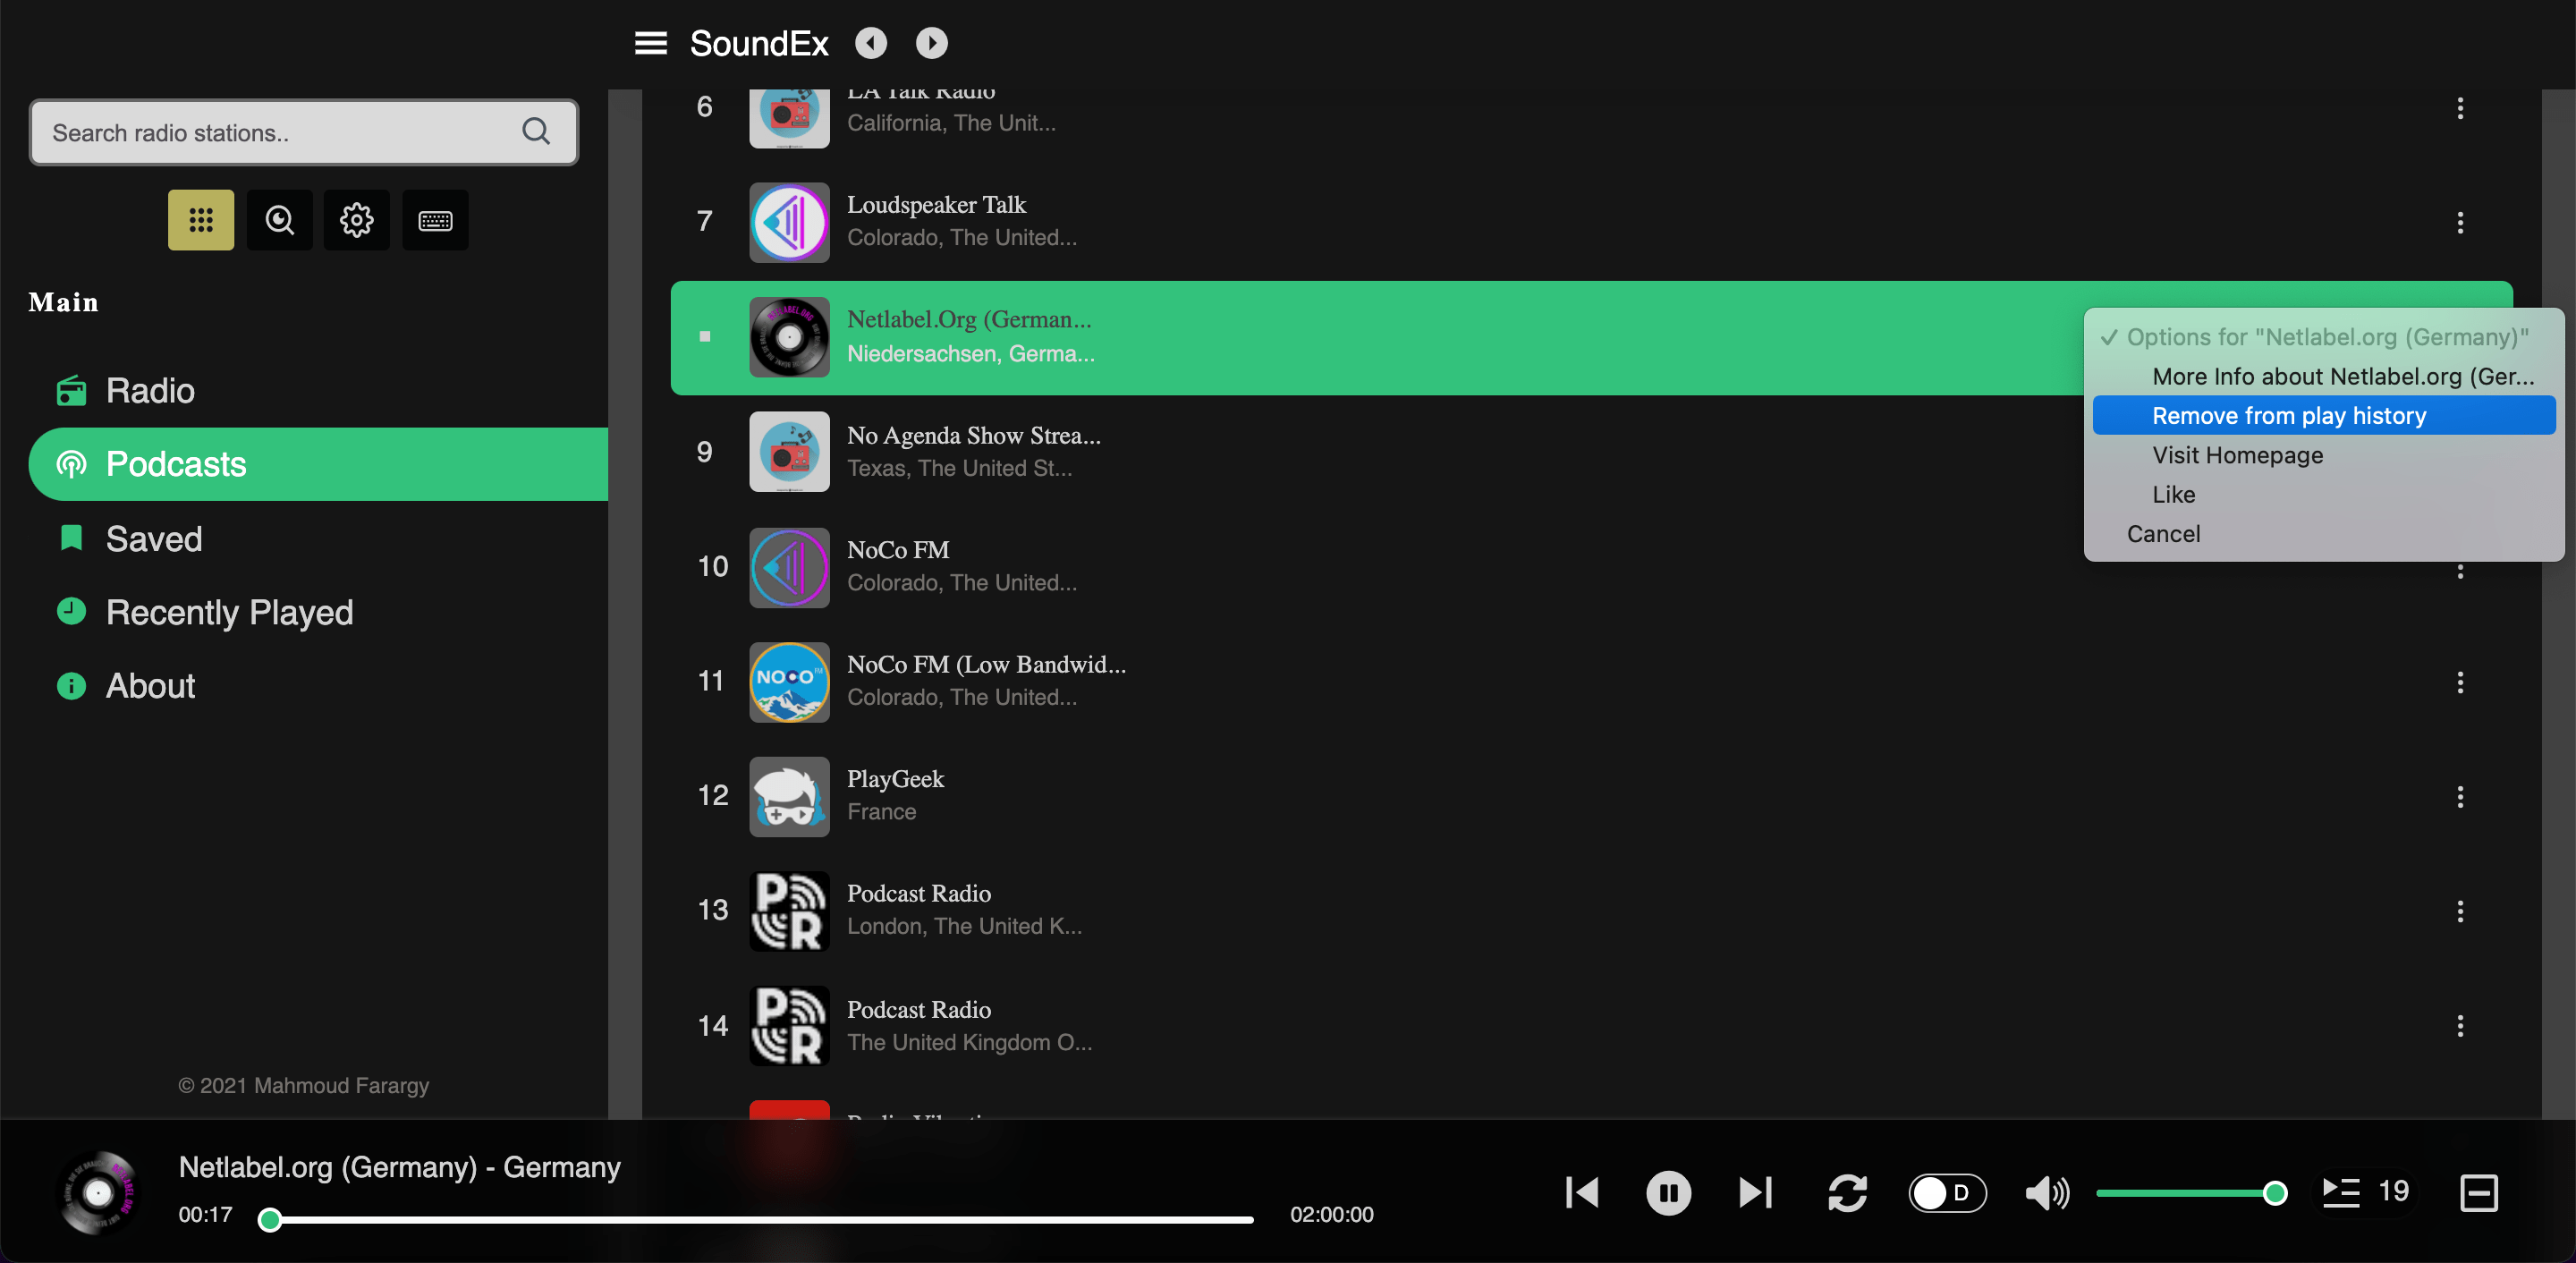 SoundEx
Search radio stations..
Main
Radio
Podcasts
Saved
Recently Played
About
© 2021 Mahmoud Farargy
6
LA Talk Radio
California, The Unit...
7
Loudspeaker Talk
Colorado, The United...
Netlabel.Org (German...
Niedersachsen, Germa...
✓ Options for "Netlabel.org (Germany)"
More Info about Netlabel.org (Ger...
Remove from play history
Visit Homepage
Like
Cancel
9
No Agenda Show Strea...
Texas, The United St...
10
NoCo FM
Colorado, The United...
11
NOCO
NoCo FM (Low Bandwid...
Colorado, The United...
12
PlayGeek
France
13
PR
Podcast Radio
London, The United K...
14
PR
Podcast Radio
The United Kingdom O...
Netlabel.org (Germany) - Germany
00:17
02:00:00
D
19